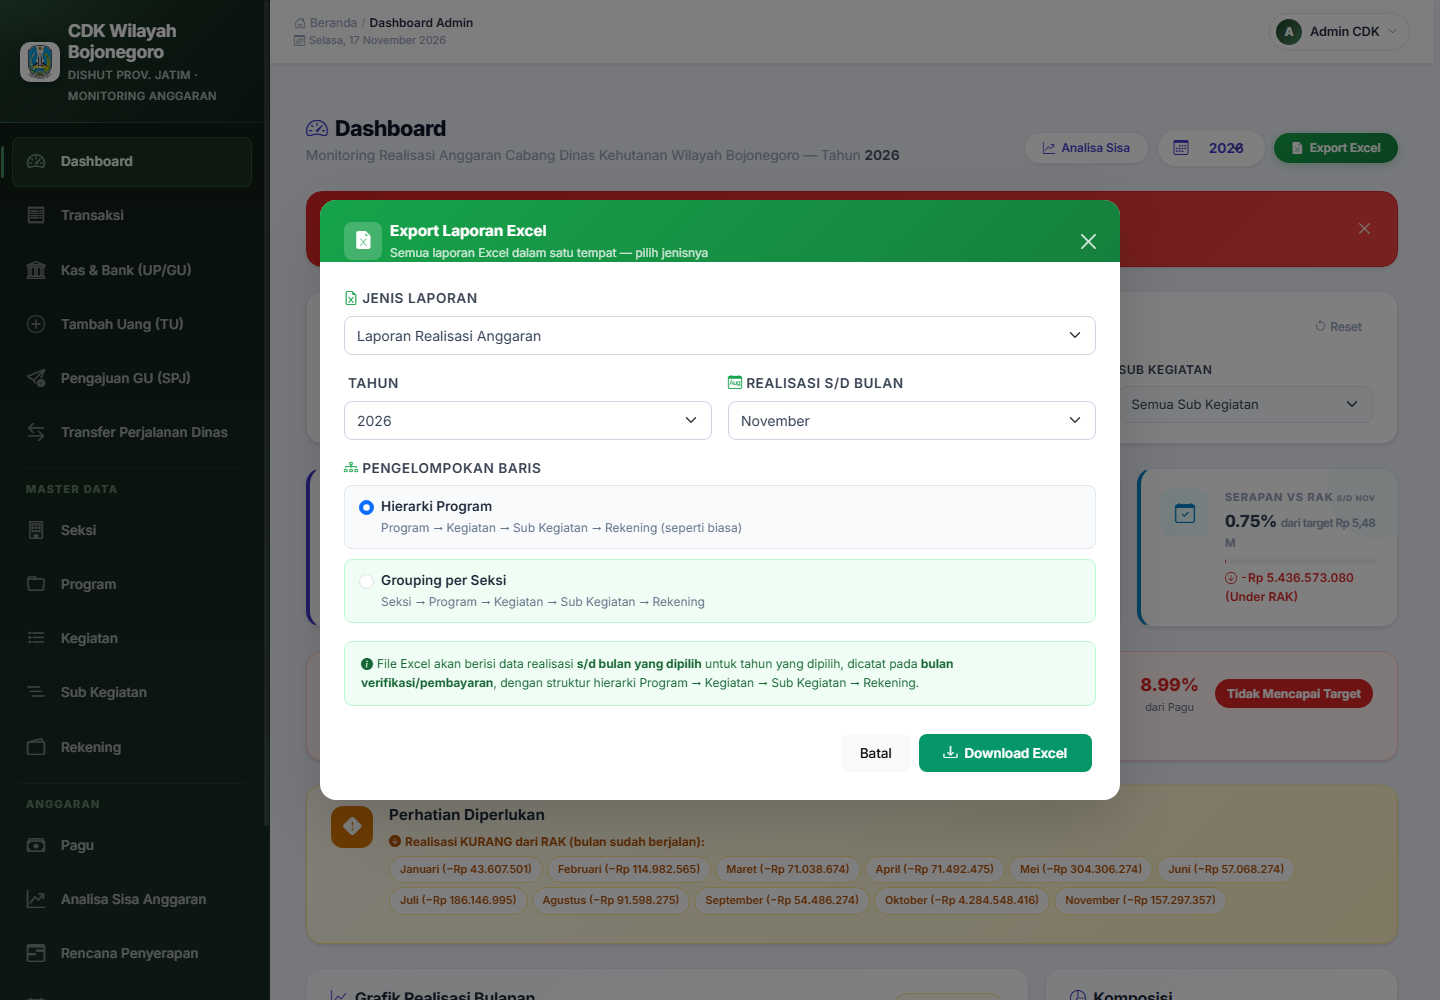 CDK Wilayah
Bojonegoro
DISHUT PROV. JATIM ·
MONITORING ANGGARAN
Dashboard
Transaksi
Kas & Bank (UP/GU)
Tambah Uang (TU)
Pengajuan GU (SPJ)
Transfer Perjalanan Dinas
MASTER DATA
Seksi
Program
Kegiatan
Sub Kegiatan
Rekening
ANGGARAN
Pagu
Analisa Sisa Anggaran
Rencana Penyerapan
Beranda / Dashboard Admin
Selasa, 17 November 2026
A Admin CDK
Dashboard
Monitoring Realisasi Anggaran Cabang Dinas Kehutanan Wilayah Bojonegoro — Tahun 2026
Analisa Sisa
2026
Export Excel
Export Laporan Excel
Semua laporan Excel dalam satu tempat — pilih jenisnya
JENIS LAPORAN
Laporan Realisasi Anggaran
TAHUN
2026
Aug REALISASI S/D BULAN
November
PENGELOMPOKAN BARIS
Hierarki Program
Program → Kegiatan → Sub Kegiatan → Rekening (seperti biasa)
Grouping per Seksi
Seksi → Program → Kegiatan → Sub Kegiatan → Rekening
File Excel akan berisi data realisasi s/d bulan yang dipilih untuk tahun yang dipilih, dicatat pada bulan
verifikasi/pembayaran, dengan struktur hierarki Program → Kegiatan → Sub Kegiatan → Rekening.
Batal
Download Excel
Reset
SUB KEGIATAN
Semua Sub Kegiatan
SERAPAN VS RAK S/D NOV
0.75% dari target Rp 5,48
M
-Rp 5.436.573.080
(Under RAK)
8.99%
dari Pagu
Tidak Mencapai Target
Perhatian Diperlukan
Realisasi KURANG dari RAK (bulan sudah berjalan):
Januari (−Rp 43.607.501)
Februari (−Rp 114.982.565)
Maret (−Rp 71.038.674)
April (−Rp 71.492.475)
Mei (−Rp 304.306.274)
Juni (−Rp 57.068.274)
Juli (−Rp 186.146.995)
Agustus (−Rp 91.598.275)
September (−Rp 54.486.274)
Oktober (−Rp 4.284.548.416)
November (−Rp 157.297.357)
Grafik Realisasi Bulanan
Komposisi